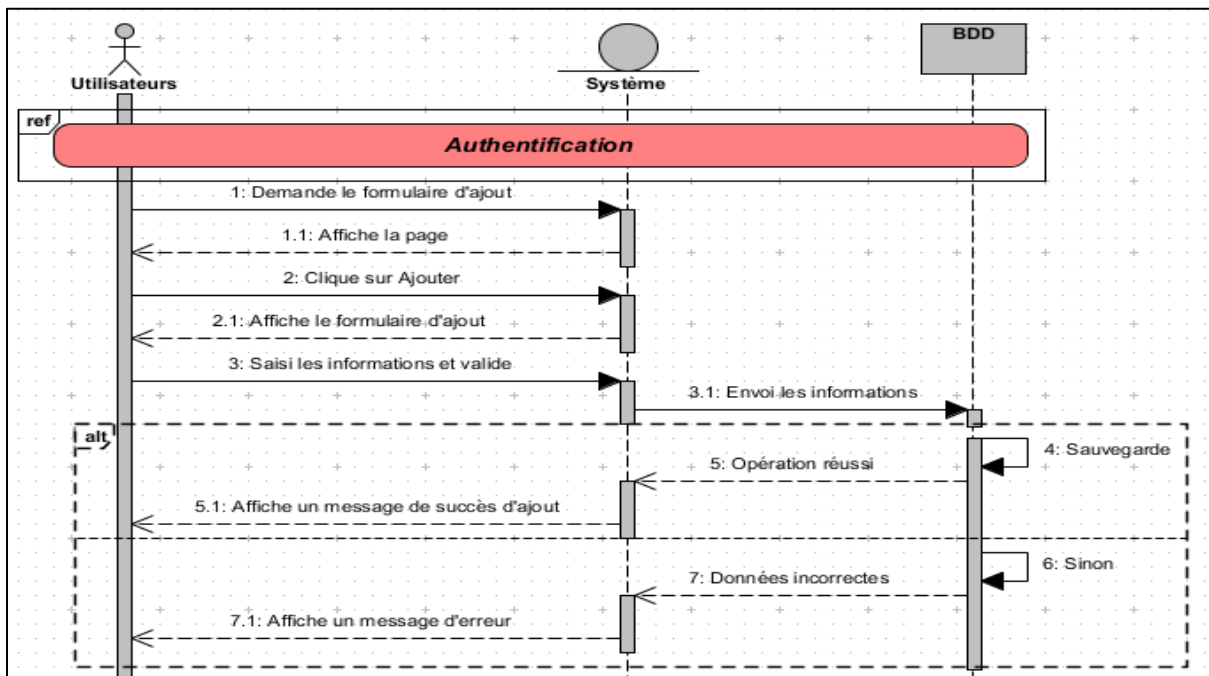 Utilisateurs
Système
BDD
ref
Authentification
1: Demande le formulaire d'ajout
1.1: Affiche la page
2: Clique sur Ajouter
2.1: Affiche le formulaire d'ajout
3: Saisi les informations et valide
3.1: Envoi les informations
alt
4: Sauvegarde
5: Opération réussi
5.1: Affiche un message de succès d'ajout
6: Sinon
7: Données incorrectes
7.1: Affiche un message d'erreur